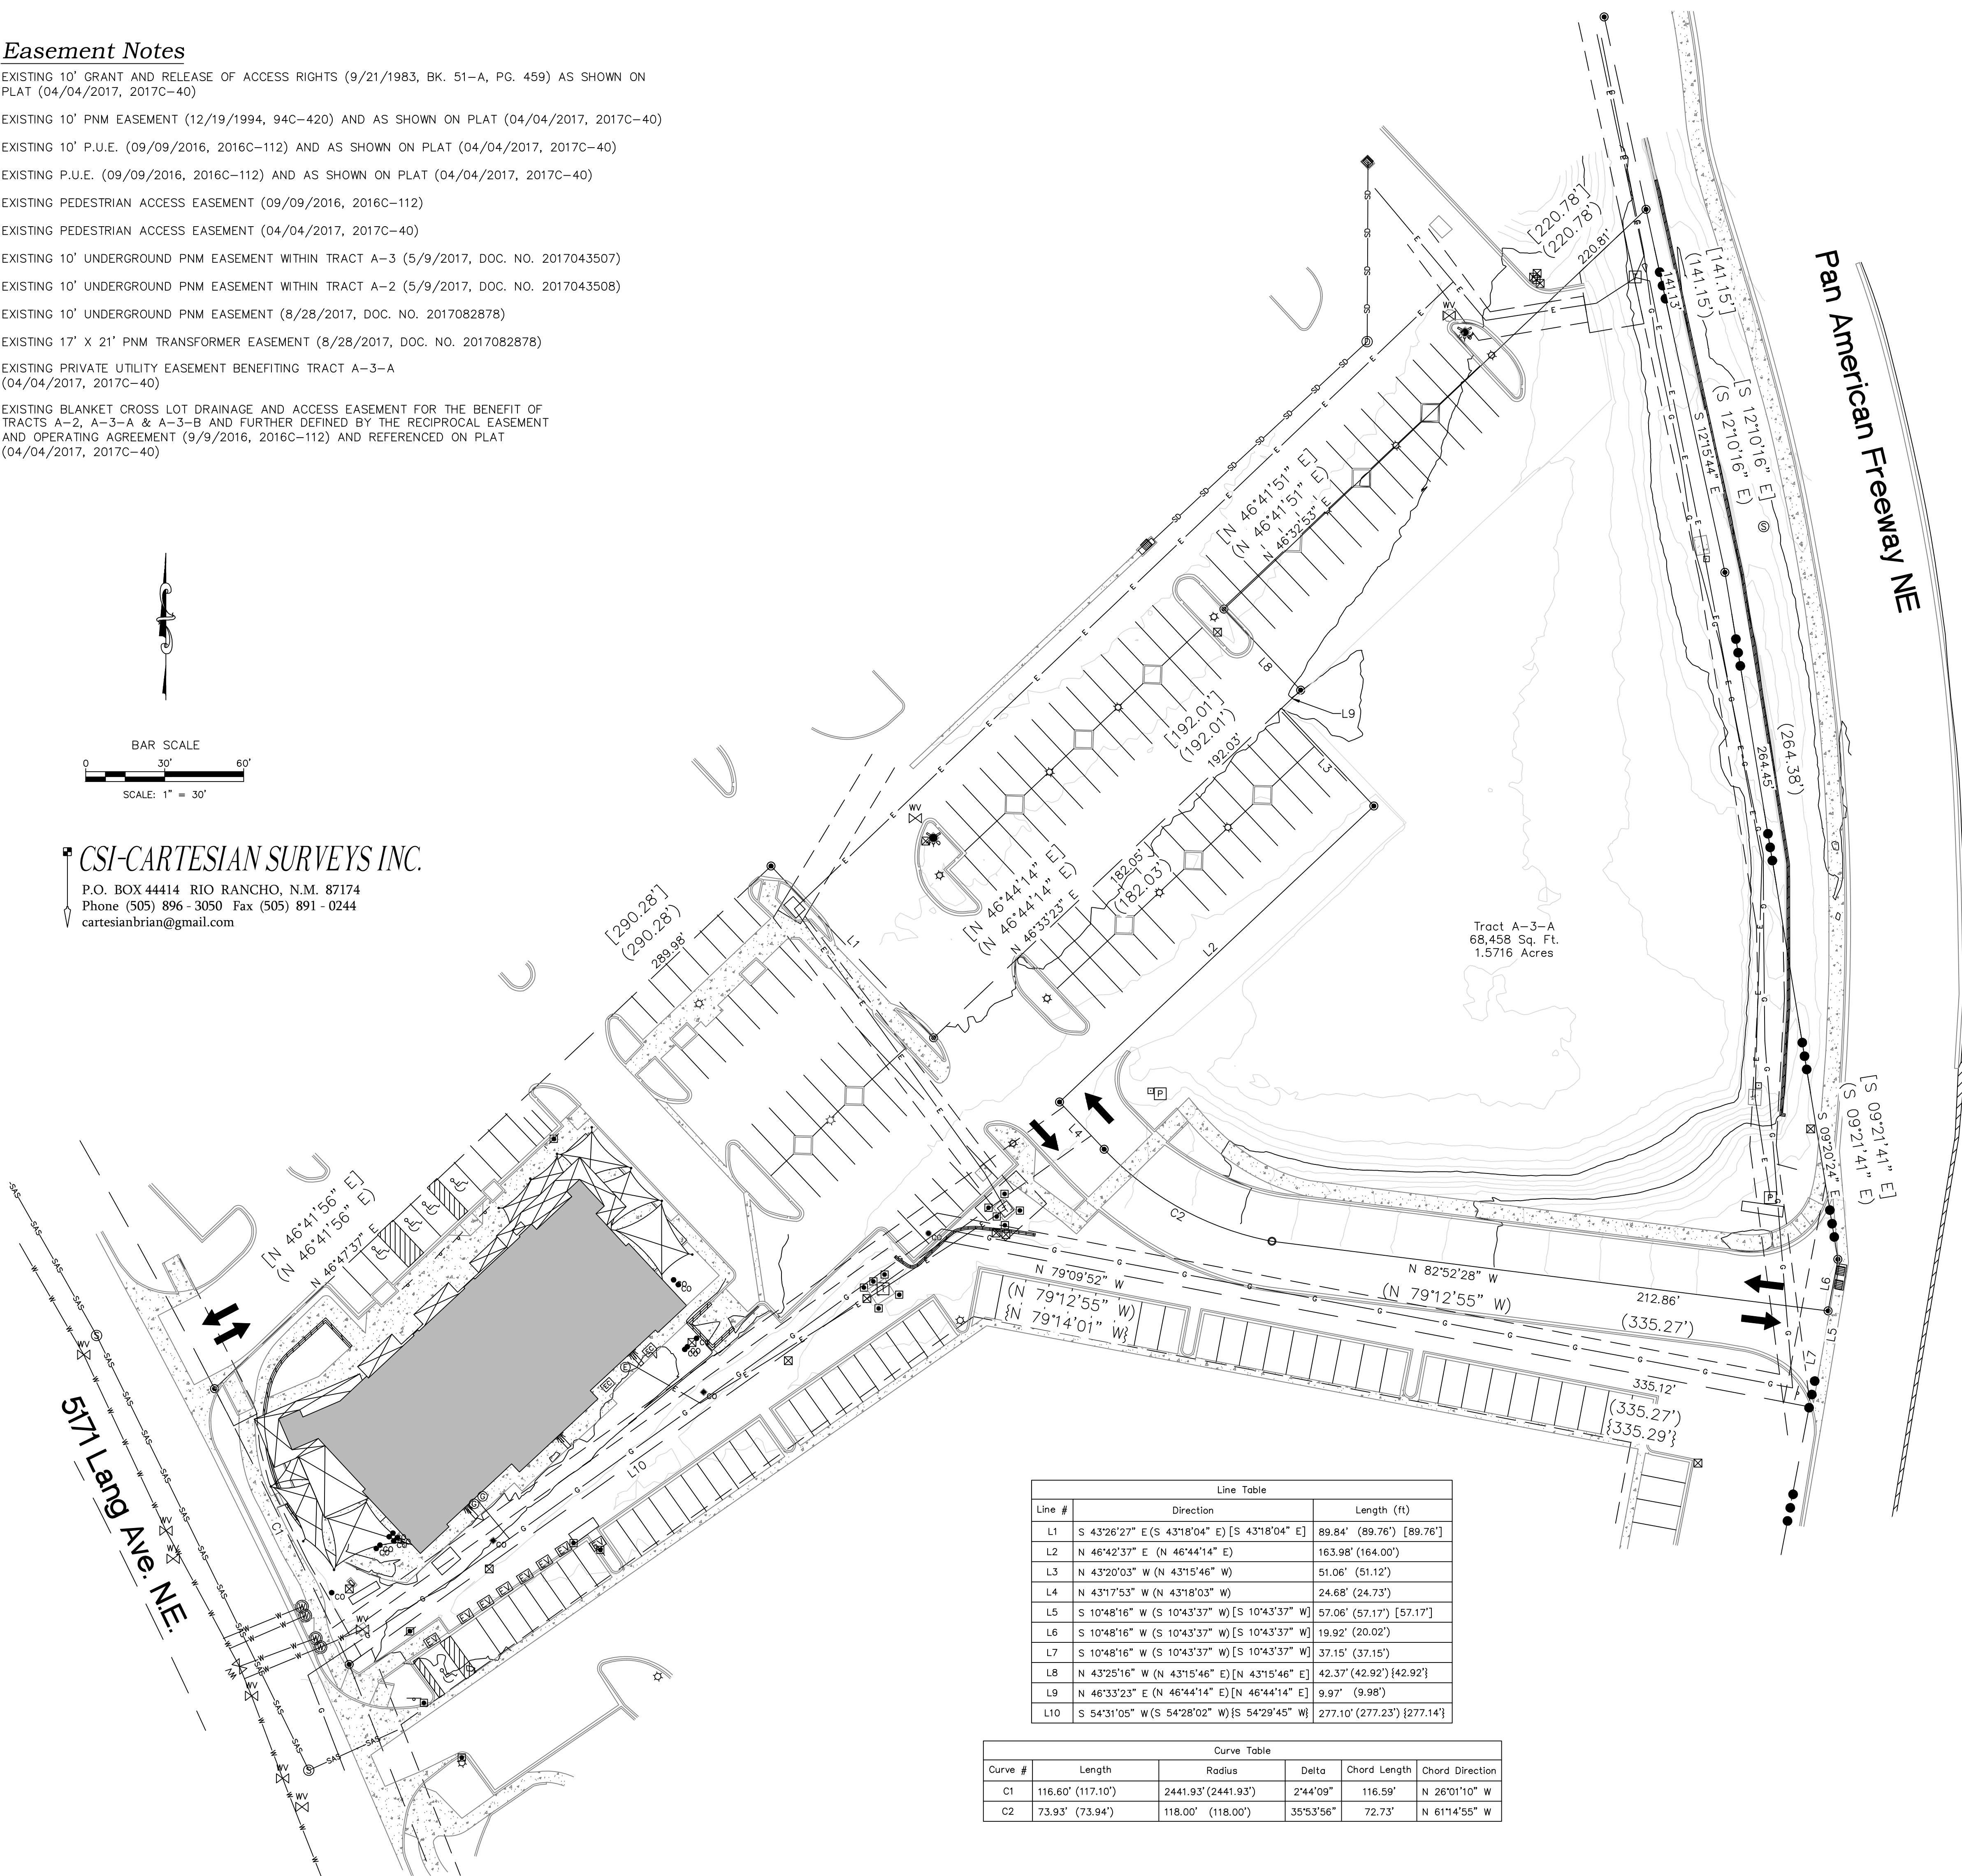 Easement Notes
EXISTING 10' GRANT AND RELEASE OF ACCESS RIGHTS (9/21/1983, BK. 51-A, PG. 459) AS SHOWN ON
PLAT (04/04/2017, 2017C-40)
EXISTING 10' PNM EASEMENT (12/19/1994, 94C-420) AND AS SHOWN ON PLAT (04/04/2017, 2017C-40)
EXISTING 10' P.U.E. (09/09/2016, 2016C-112) AND AS SHOWN ON PLAT (04/04/2017, 2017C-40)
EXISTING P.U.E. (09/09/2016, 2016C-112) AND AS SHOWN ON PLAT (04/04/2017, 2017C-40)
EXISTING PEDESTRIAN ACCESS EASEMENT (09/09/2016, 2016C-112)
EXISTING PEDESTRIAN ACCESS EASEMENT (04/04/2017, 2017C-40)
EXISTING 10' UNDERGROUND PNM EASEMENT WITHIN TRACT A-3 (5/9/2017, DOC. NO. 2017043507)
EXISTING 10' UNDERGROUND PNM EASEMENT WITHIN TRACT A-2 (5/9/2017, DOC. NO. 2017043508)
EXISTING 10' UNDERGROUND PNM EASEMENT (8/28/2017, DOC. NO. 2017082878)
EXISTING 17' X 21' PNM TRANSFORMER EASEMENT (8/28/2017, DOC. NO. 2017082878)
EXISTING PRIVATE UTILITY EASEMENT BENEFITING TRACT A-3-A
(04/04/2017, 2017C-40)
EXISTING BLANKET CROSS LOT DRAINAGE AND ACCESS EASEMENT FOR THE BENEFIT OF
TRACTS A-2, A-3-A & A-3-B AND FURTHER DEFINED BY THE RECIPROCAL EASEMENT
AND OPERATING AGREEMENT (9/9/2016, 2016C-112) AND REFERENCED ON PLAT
(04/04/2017, 2017C-40)
BAR SCALE
0 30' 60'
SCALE: 1" = 30'
CSI-CARTESIAN SURVEYS INC.
P.O. BOX 44414 RIO RANCHO, N.M. 87174
Phone (505) 896 - 3050 Fax (505) 891 - 0244
cartesianbrian@gmail.com
[220.78']
(220.78')
220.81'
[141.15']
(141.15')
141.13'
[S 12°10'16" E]
(S 12°10'16" E)
S 12°15'44" E
Pan American Freeway NE
[N 46°41'51" E]
(N 46°41'51" E)
N 46°32'53" E
L8
L9
L3
[192.01']
(192.01')
192.03'
(264.38')
264.45'
[N 46°44'14" E]
(N 46°44'14" E)
N 46°33'23" E
182.05'
(182.03')
L2
L1
[290.28']
(290.28')
289.98'
Tract A-3-A
68,458 Sq. Ft.
1.5716 Acres
[S 09°21'41" E]
(S 09°21'41" E)
S 09°20'24" E
L4
C2
[N 46°41'56" E]
(N 46°41'56" E)
N 46°47'37" E
N 79°09'52" W
(N 79°12'55" W)
{N 79°14'01" W}
N 82°52'28" W
(N 79°12'55" W)
212.86'
(335.27')
L6
L5
L7
335.12'
(335.27')
{335.29'}
L10
C1
5171 Lang Ave. N.E.
Line Table
Line # Direction Length (ft)
L1 S 43°26'27" E (S 43°18'04" E) [S 43°18'04" E] 89.84' (89.76') [89.76']
L2 N 46°42'37" E (N 46°44'14" E) 163.98' (164.00')
L3 N 43°20'03" W (N 43°15'46" W) 51.06' (51.12')
L4 N 43°17'53" W (N 43°18'03" W) 24.68' (24.73')
L5 S 10°48'16" W (S 10°43'37" W) [S 10°43'37" W] 57.06' (57.17') [57.17']
L6 S 10°48'16" W (S 10°43'37" W) [S 10°43'37" W] 19.92' (20.02')
L7 S 10°48'16" W (S 10°43'37" W) [S 10°43'37" W] 37.15' (37.15')
L8 N 43°25'16" W (N 43°15'46" E) [N 43°15'46" E] 42.37' (42.92') {42.92'}
L9 N 46°33'23" E (N 46°44'14" E) [N 46°44'14" E] 9.97' (9.98')
L10 S 54°31'05" W (S 54°28'02" W) {S 54°29'45" W} 277.10' (277.23') {277.14'}
Curve Table
Curve # Length Radius Delta Chord Length Chord Direction
C1 116.60' (117.10') 2441.93' (2441.93') 2°44'09" 116.59' N 26°01'10" W
C2 73.93' (73.94') 118.00' (118.00') 35°53'56" 72.73' N 61°14'55" W